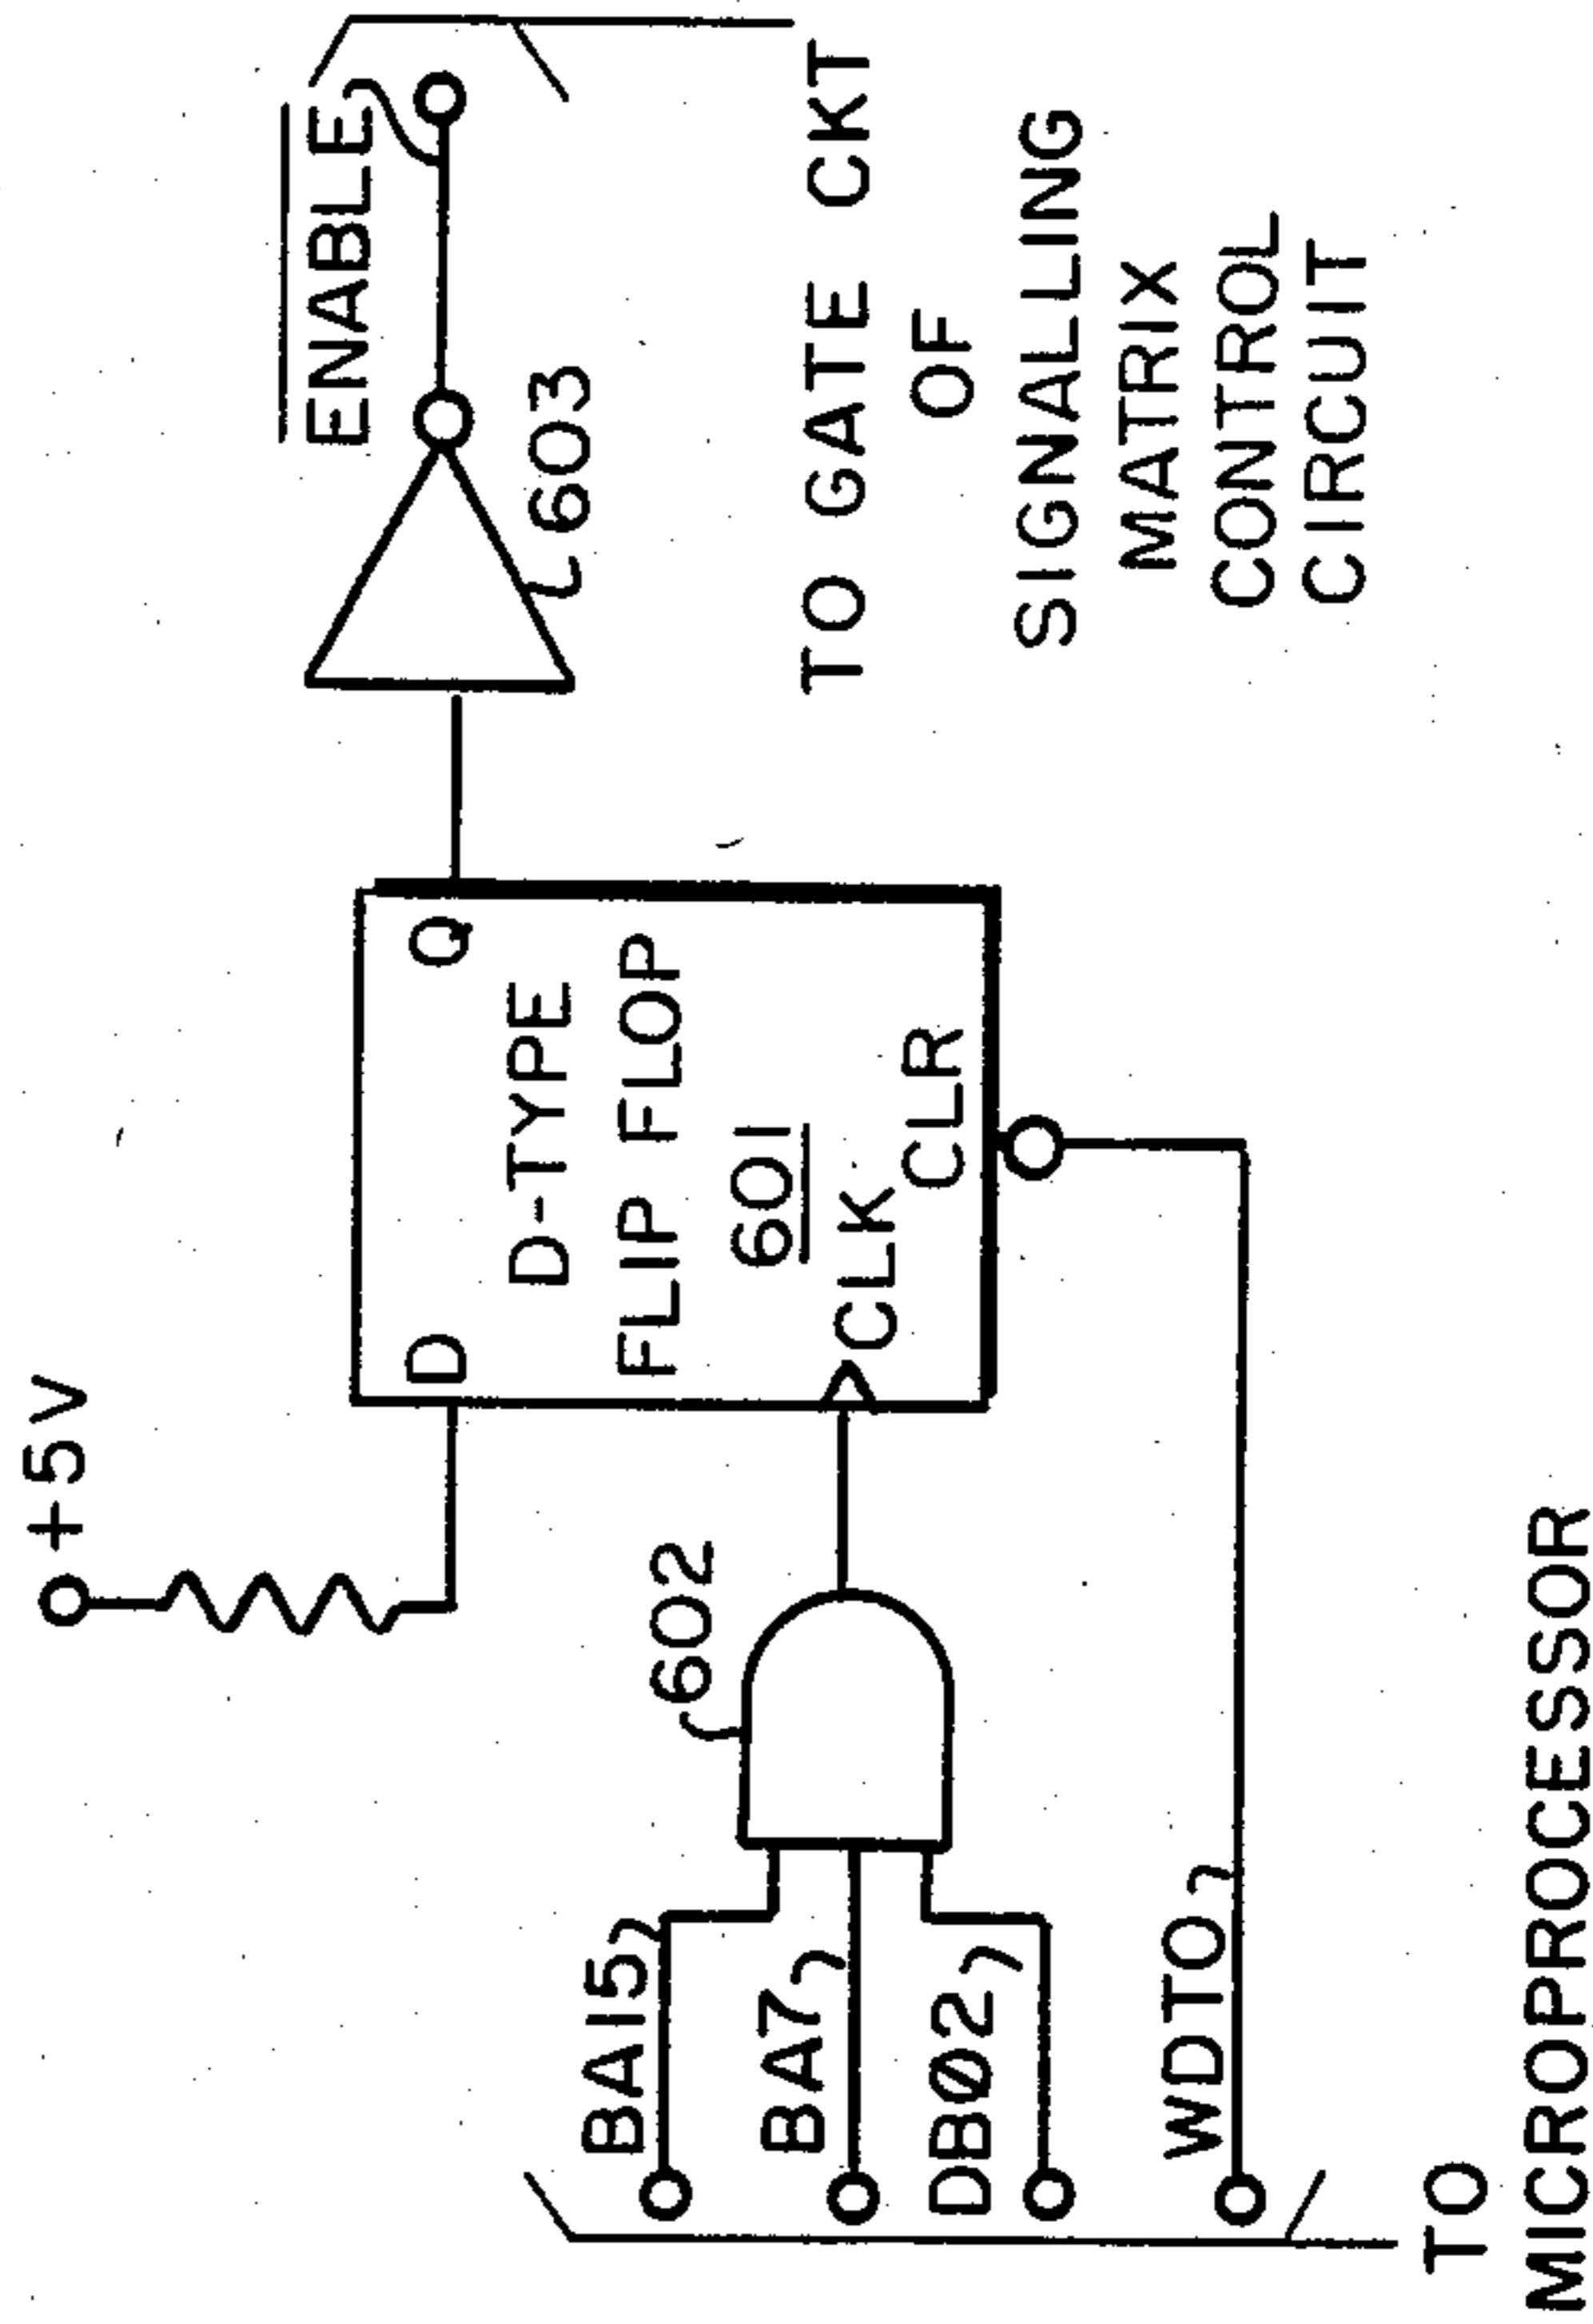 +5V
D
Q
D-TYPE
FLIP FLOP
601
CLK
CLR
602
603
ENABLE
BA15
BA7
DBØ2
WDTO
TO
MICROPROCESSOR
TO GATE CKT
OF
SIGNALLING
MATRIX
CONTROL
CIRCUIT